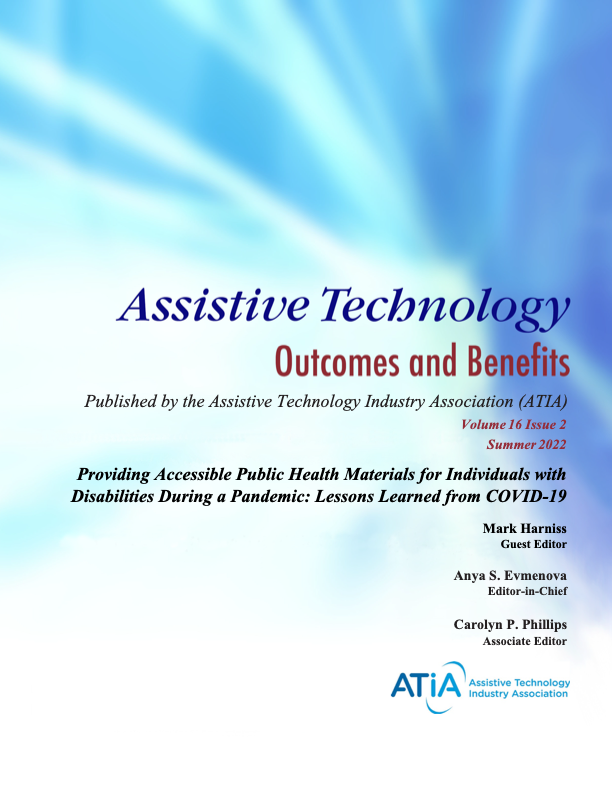 Assistive Technology
Outcomes and Benefits
Published by the Assistive Technology Industry Association (ATIA)
Volume 16 Issue 2
Summer 2022
Providing Accessible Public Health Materials for Individuals with
Disabilities During a Pandemic: Lessons Learned from COVID-19
Mark Harniss
Guest Editor
Anya S. Evmenova
Editor-in-Chief
Carolyn P. Phillips
Associate Editor
ATiA Assistive Technology
Industry Association